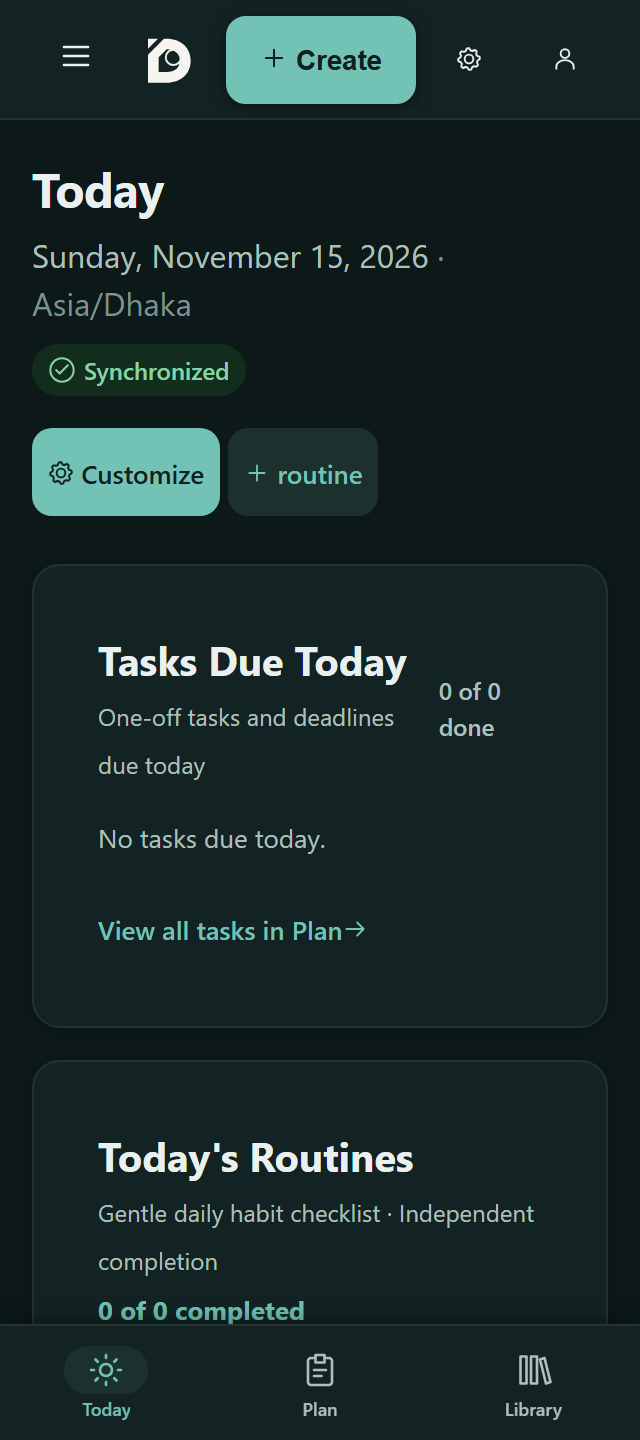 Create
Today
Sunday, November 15, 2026 ·
Asia/Dhaka
Synchronized
Customize
+ routine
Tasks Due Today
0 of 0
done
One-off tasks and deadlines
due today
No tasks due today.
View all tasks in Plan→
Today's Routines
Gentle daily habit checklist · Independent
completion
0 of 0 completed
Today
Plan
Library